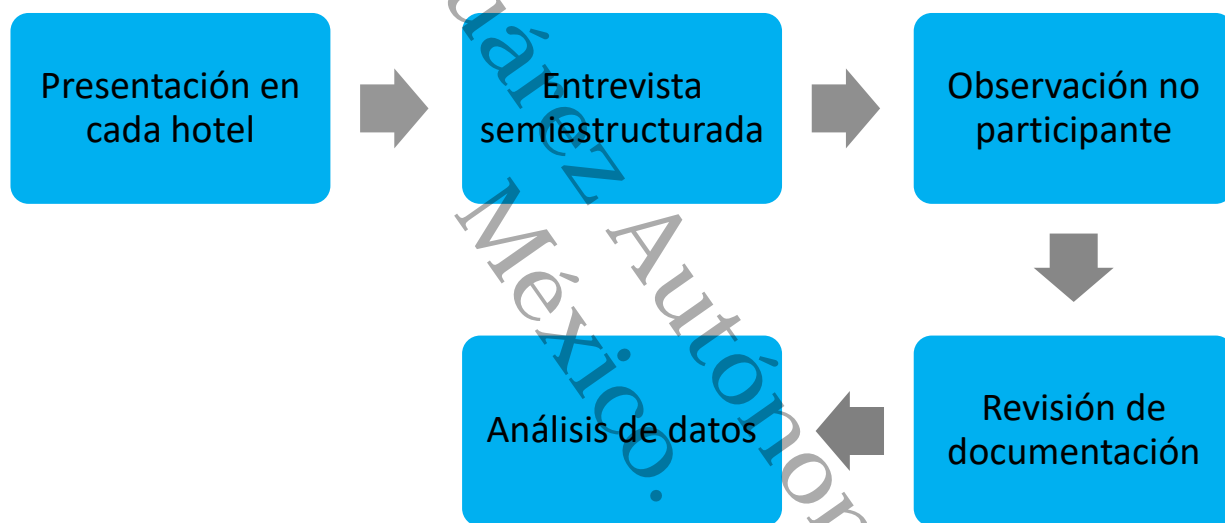 Presentación en
cada hotel
Entrevista
semiestructurada
Observación no
participante
Revisión de
documentación
Análisis de datos
México.